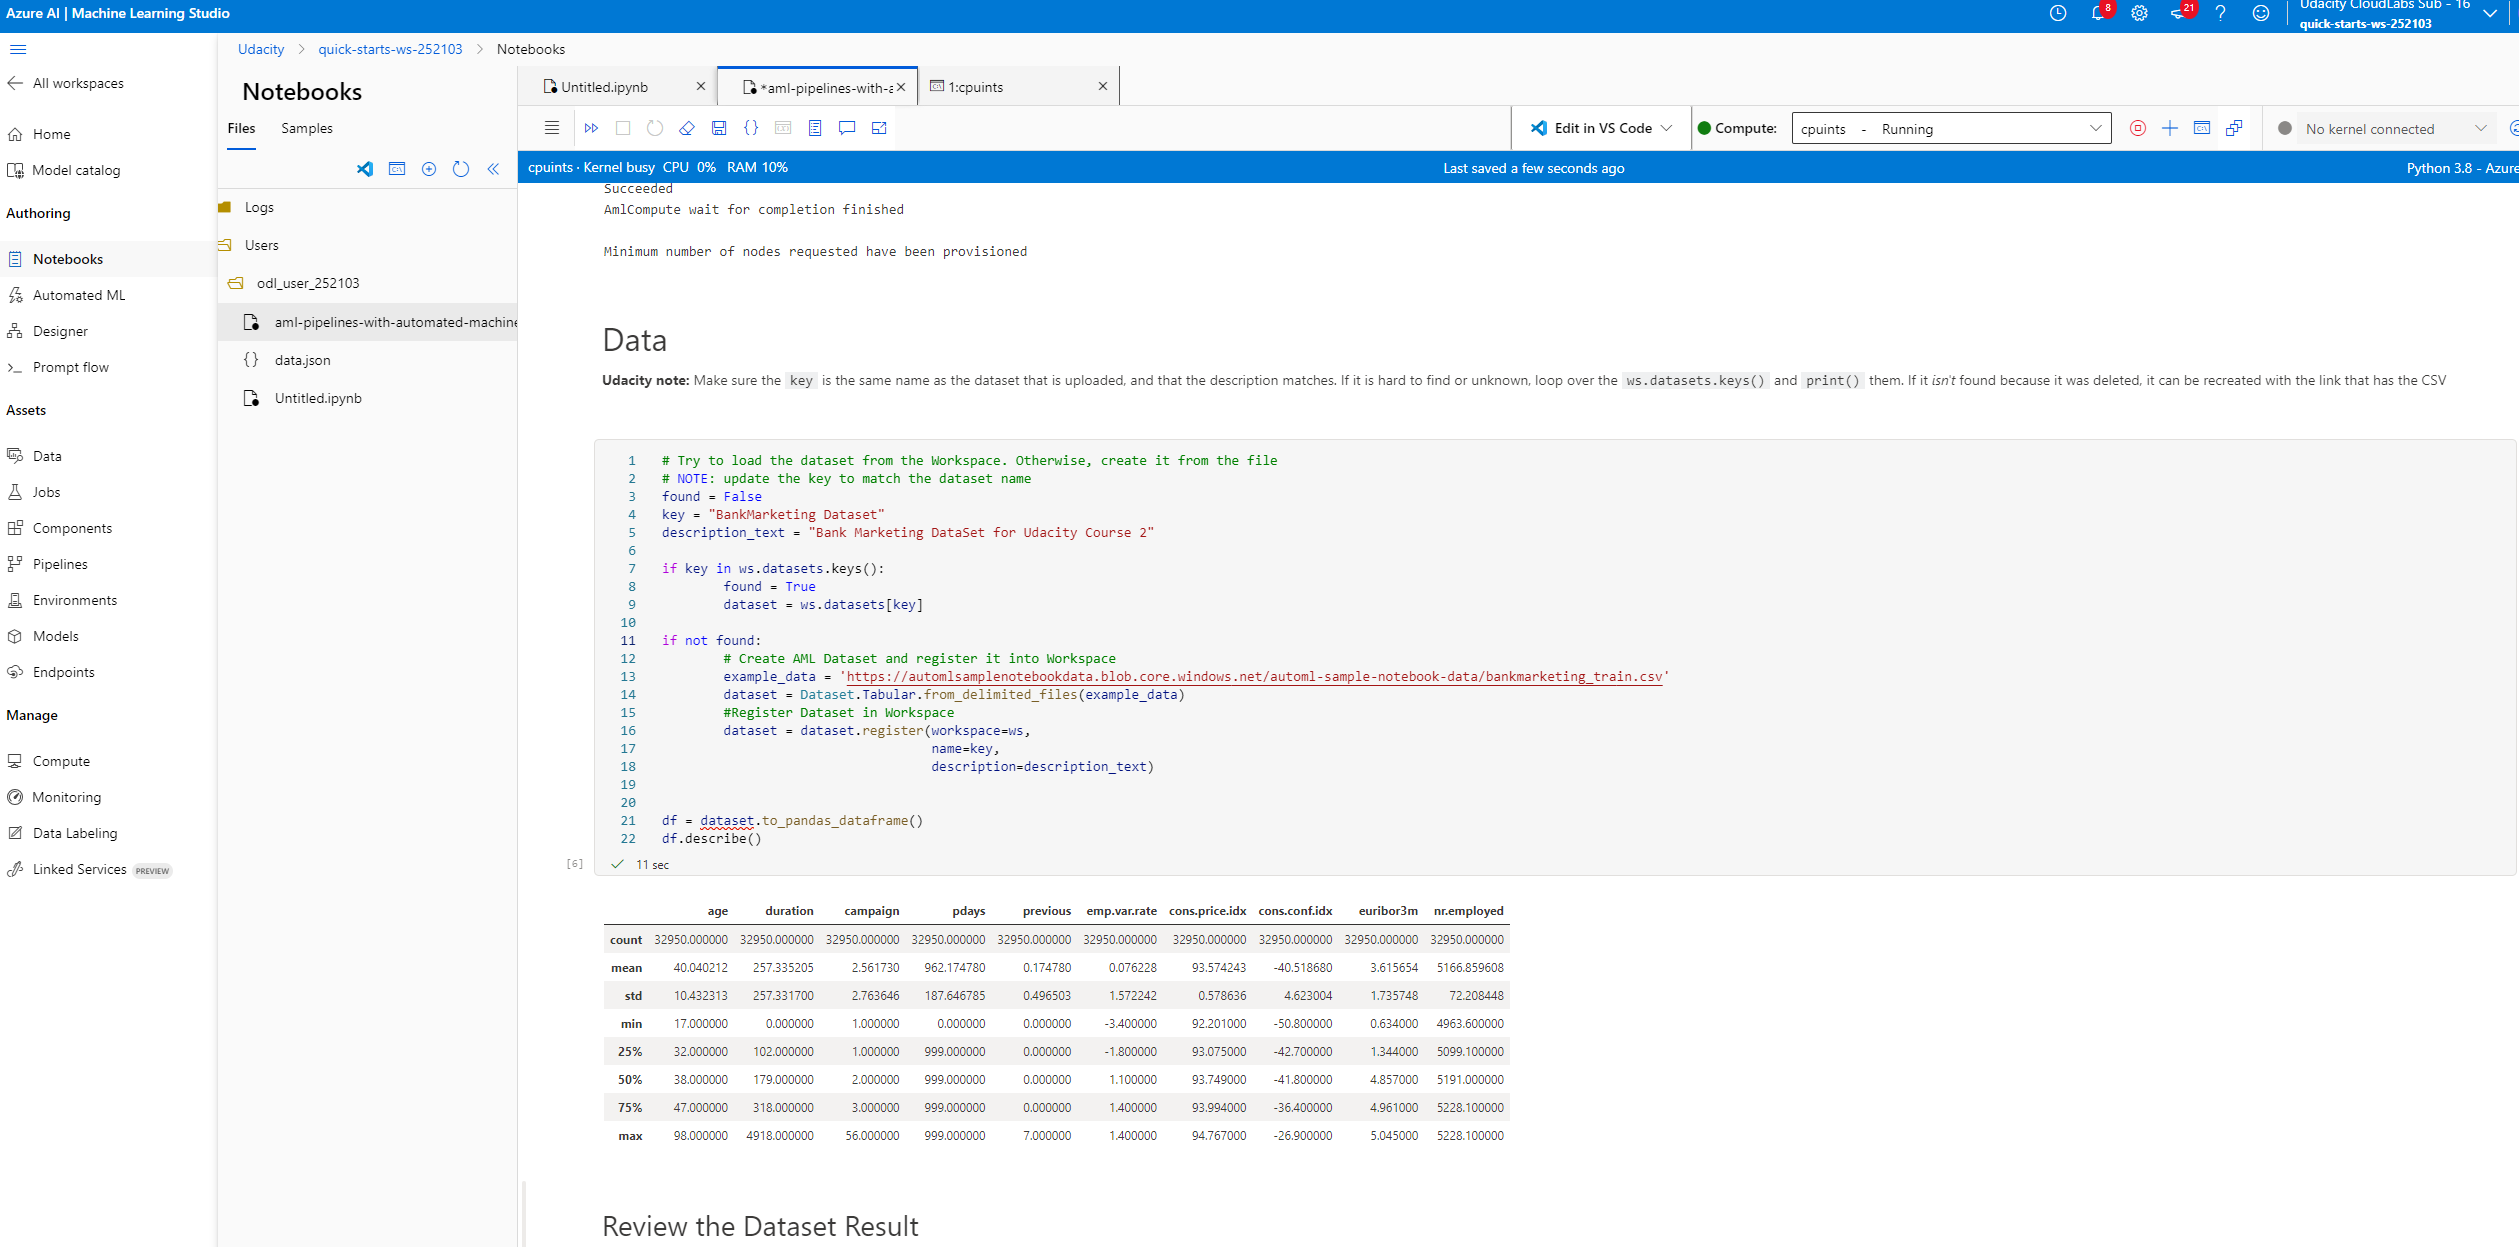 Azure AI | Machine Learning Studio
8
21
Udacity CloudLabs Sub - 16
quick-starts-ws-252103
All workspaces
Home
Model catalog
Authoring
Notebooks
Automated ML
Designer
Prompt flow
Assets
Data
Jobs
Components
Pipelines
Environments
Models
Endpoints
Manage
Compute
Monitoring
Data Labeling
Linked Services PREVIEW
Udacity > quick-starts-ws-252103 > Notebooks
Notebooks
Files Samples
Logs
Users
odl_user_252103
aml-pipelines-with-automated-machine
data.json
Untitled.ipynb
Untitled.ipynb
*aml-pipelines-with-a
1:cpuints
Edit in VS Code
Compute: cpuints - Running
No kernel connected
cpuints · Kernel busy CPU 0% RAM 10%
Last saved a few seconds ago
Python 3.8 - Azure
Succeeded
AmlCompute wait for completion finished
Minimum number of nodes requested have been provisioned
Data
Udacity note: Make sure the key is the same name as the dataset that is uploaded, and that the description matches. If it is hard to find or unknown, loop over the ws.datasets.keys() and print() them. If it isn't found because it was deleted, it can be recreated with the link that has the CSV
1 # Try to load the dataset from the Workspace. Otherwise, create it from the file
2 # NOTE: update the key to match the dataset name
3 found = False
4 key = "BankMarketing Dataset"
5 description_text = "Bank Marketing DataSet for Udacity Course 2"
6
7 if key in ws.datasets.keys():
8 found = True
9 dataset = ws.datasets[key]
10
11 if not found:
12 # Create AML Dataset and register it into Workspace
13 example_data = 'https://automlsamplenotebookdata.blob.core.windows.net/automl-sample-notebook-data/bankmarketing_train.csv'
14 dataset = Dataset.Tabular.from_delimited_files(example_data)
15 #Register Dataset in Workspace
16 dataset = dataset.register(workspace=ws,
17 name=key,
18 description=description_text)
19
20
21 df = dataset.to_pandas_dataframe()
22 df.describe()
[6] 11 sec
age duration campaign pdays previous emp.var.rate cons.price.idx cons.conf.idx euribor3m nr.employed
count 32950.000000 32950.000000 32950.000000 32950.000000 32950.000000 32950.000000 32950.000000 32950.000000 32950.000000 32950.000000
mean 40.040212 257.335205 2.561730 962.174780 0.174780 0.076228 93.574243 -40.518680 3.615654 5166.859608
std 10.432313 257.331700 2.763646 187.646785 0.496503 1.572242 0.578636 4.623004 1.735748 72.208448
min 17.000000 0.000000 1.000000 0.000000 0.000000 -3.400000 92.201000 -50.800000 0.634000 4963.600000
25% 32.000000 102.000000 1.000000 999.000000 0.000000 -1.800000 93.075000 -42.700000 1.344000 5099.100000
50% 38.000000 179.000000 2.000000 999.000000 0.000000 1.100000 93.749000 -41.800000 4.857000 5191.000000
75% 47.000000 318.000000 3.000000 999.000000 0.000000 1.400000 93.994000 -36.400000 4.961000 5228.100000
max 98.000000 4918.000000 56.000000 999.000000 7.000000 1.400000 94.767000 -26.900000 5.045000 5228.100000
Review the Dataset Result